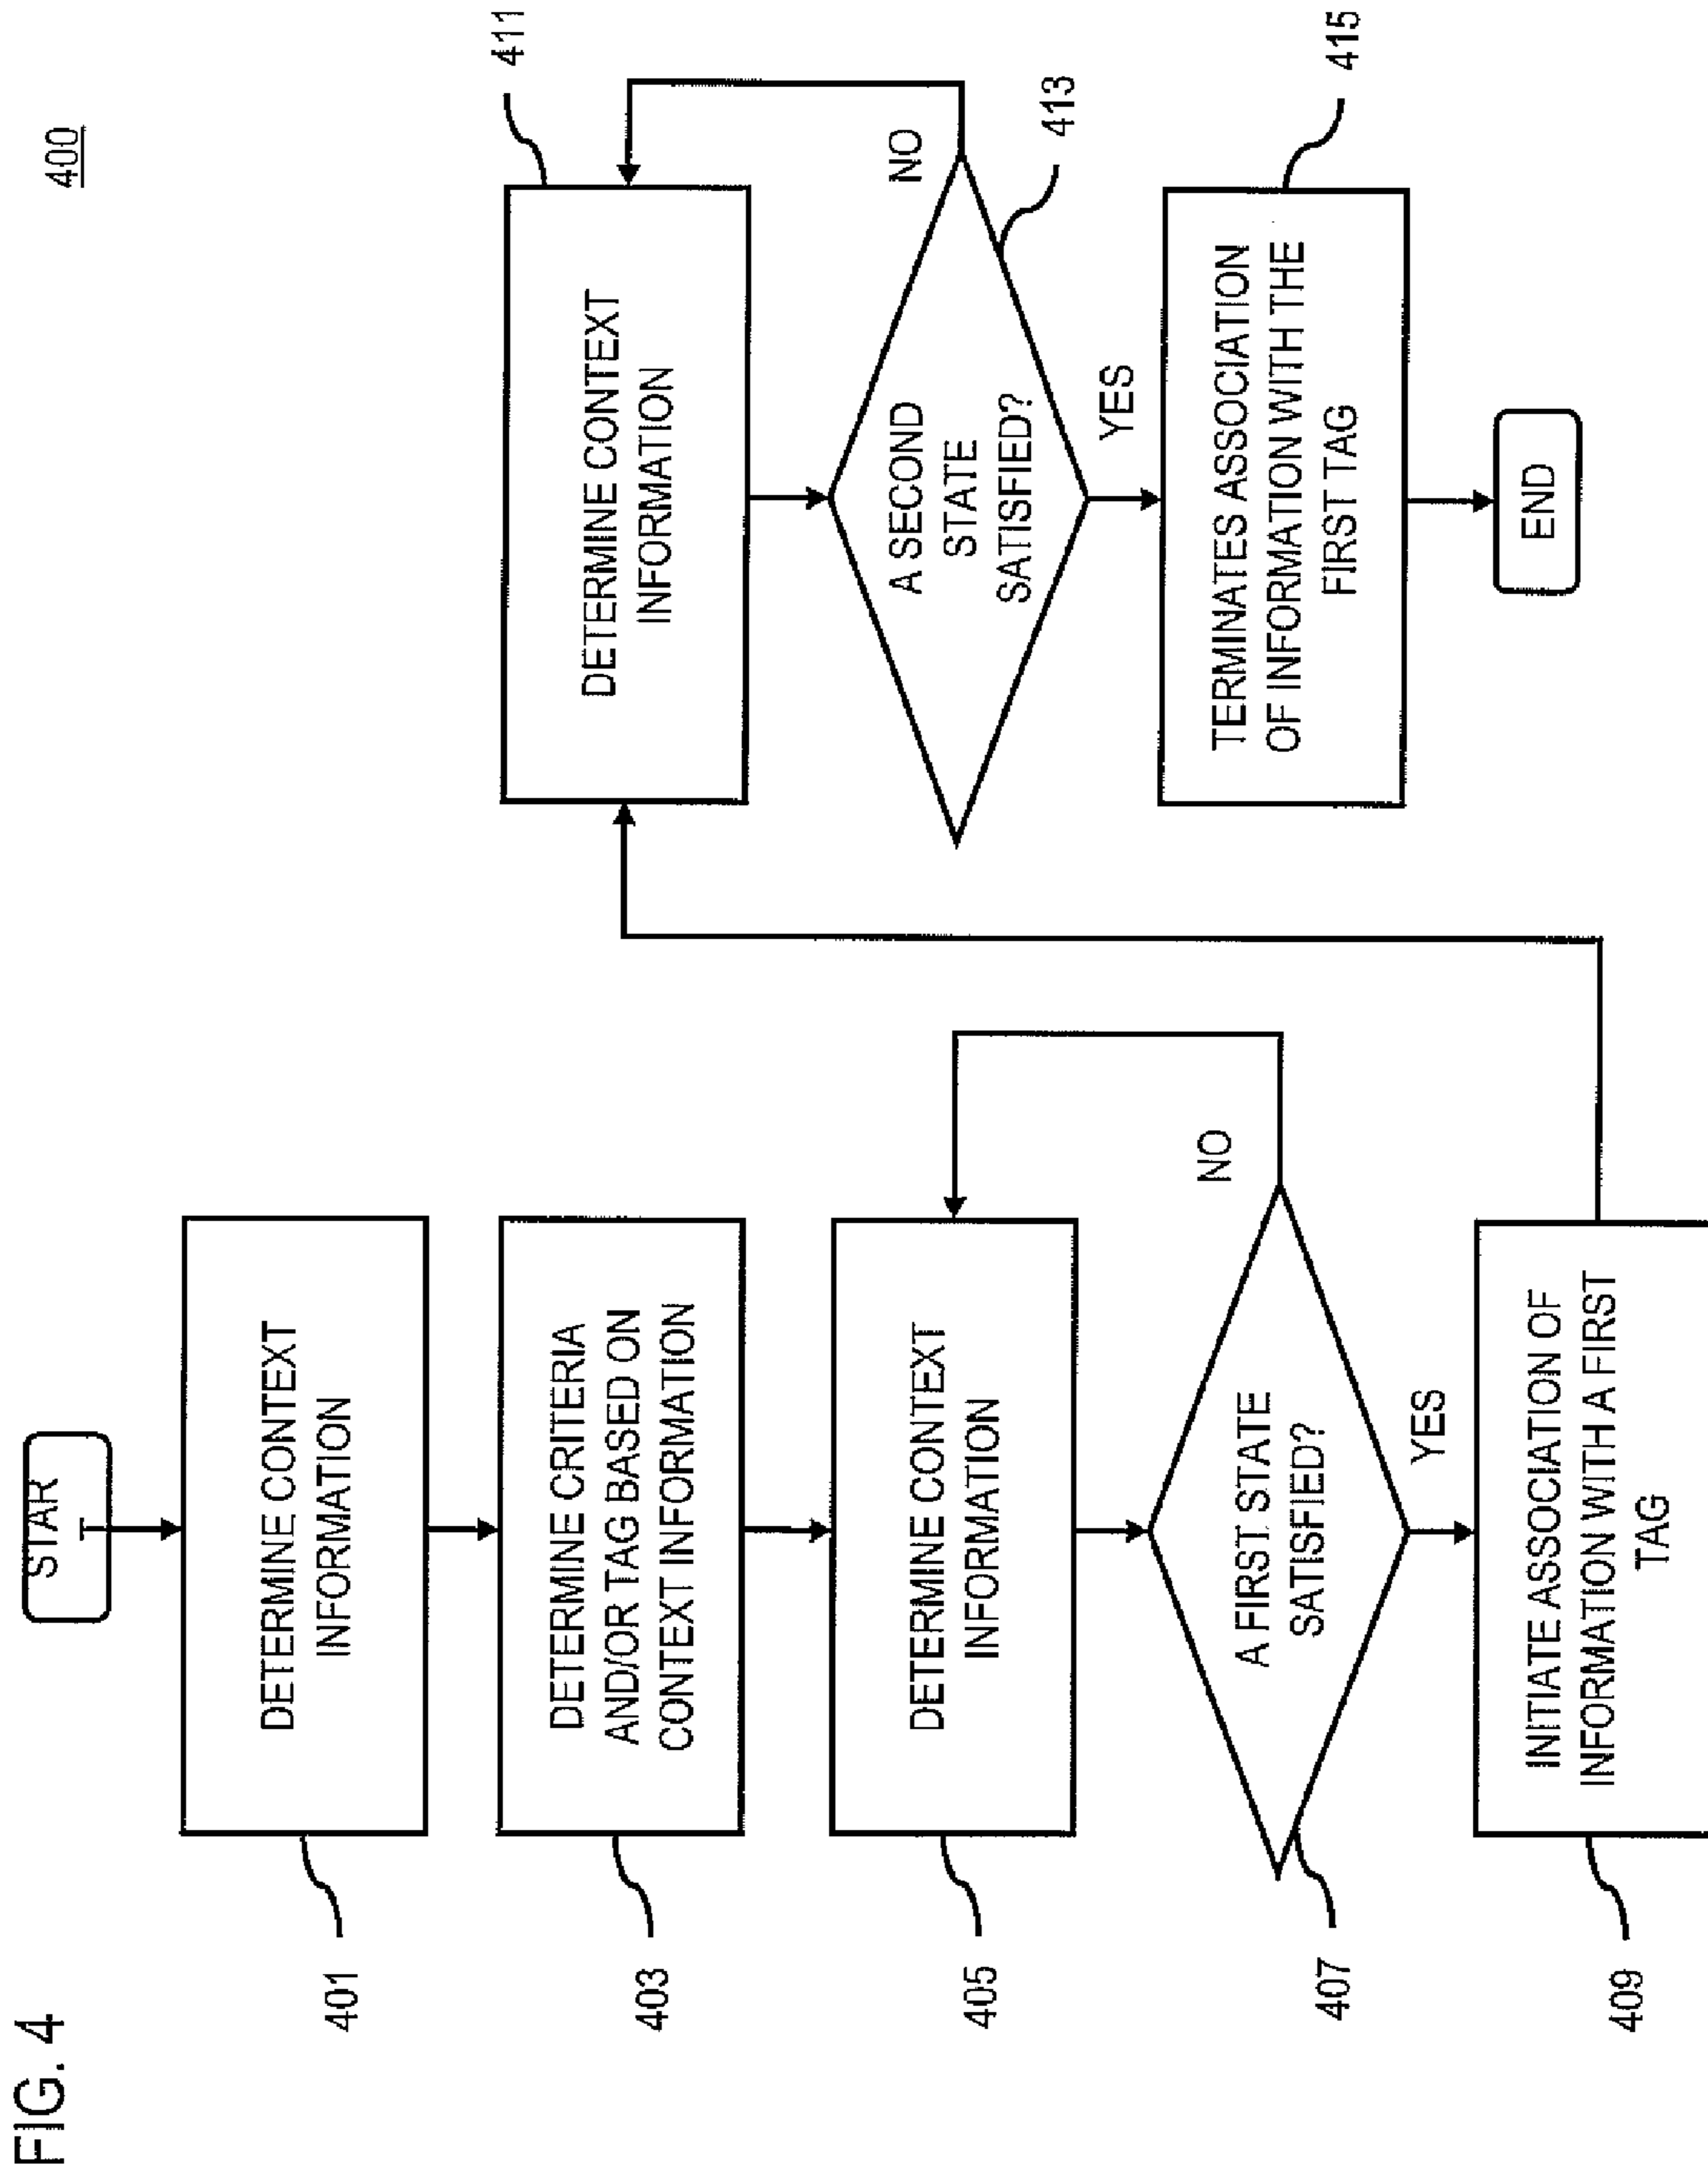 FIG. 4
400
STAR
T
DETERMINE CONTEXT
INFORMATION
401
DETERMINE CRITERIA
AND/OR TAG BASED ON
CONTEXT INFORMATION
403
DETERMINE CONTEXT
INFORMATION
405
A FIRST STATE
SATISFIED?
407
NO
YES
INITIATE ASSOCIATION OF
INFORMATION WITH A FIRST
TAG
409
DETERMINE CONTEXT
INFORMATION
411
A SECOND
STATE
SATISFIED?
NO
413
YES
TERMINATES ASSOCIATION
OF INFORMATION WITH THE
FIRST TAG
415
END